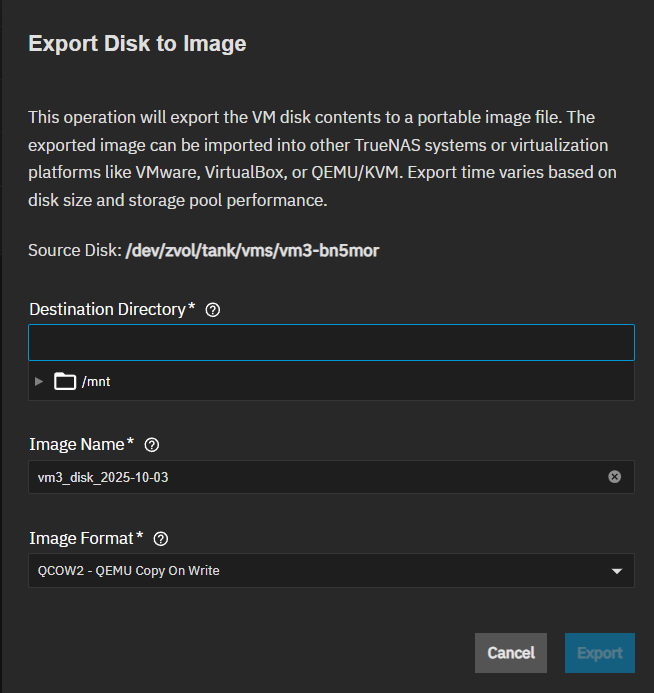 Export Disk to Image
This operation will export the VM disk contents to a portable image file. The
exported image can be imported into other TrueNAS systems or virtualization
platforms like VMware, VirtualBox, or QEMU/KVM. Export time varies based on
disk size and storage pool performance.
Source Disk: /dev/zvol/tank/vms/vm3-bn5mor
Destination Directory*
/mnt
Image Name*
vm3_disk_2025-10-03
Image Format*
QCOW2 - QEMU Copy On Write
Cancel Export